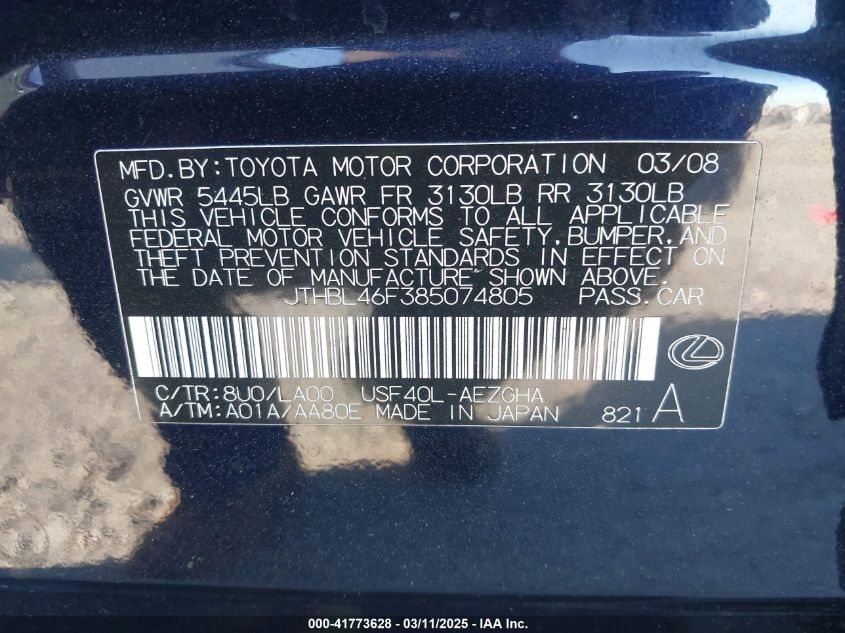 MFD.BY:TOYOTA MOTOR CORPORATION 03/08
GVWR 5445LB GAWR FR 3130LB RR 3130LB
THIS VEHICLE CONFORMS TO ALL APPLICABLE
FEDERAL MOTOR VEHICLE SAFETY,BUMPER,AND
THEFT PREVENTION STANDARDS IN EFFECT ON
THE DATE OF MANUFACTURE SHOWN ABOVE.
JTHBL46F385074805 PASS.CAR
C/TR:8U0/LA00 USF40L-AEZGHA
A/TM:A01A/AA80E MADE IN JAPAN 821 A
000-41773628 - 03/11/2025 - IAA Inc.